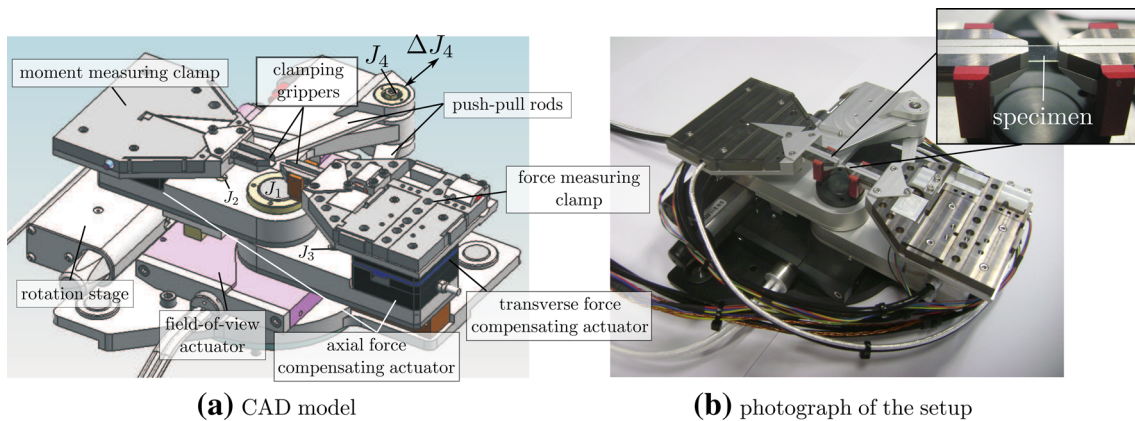 moment measuring clamp
clamping
grippers
J4
ΔJ4
push-pull rods
J2
J1
force measuring
clamp
J3
rotation stage
field-of-view
actuator
axial force
compensating actuator
transverse force
compensating actuator
specimen
(a) CAD model
(b) photograph of the setup